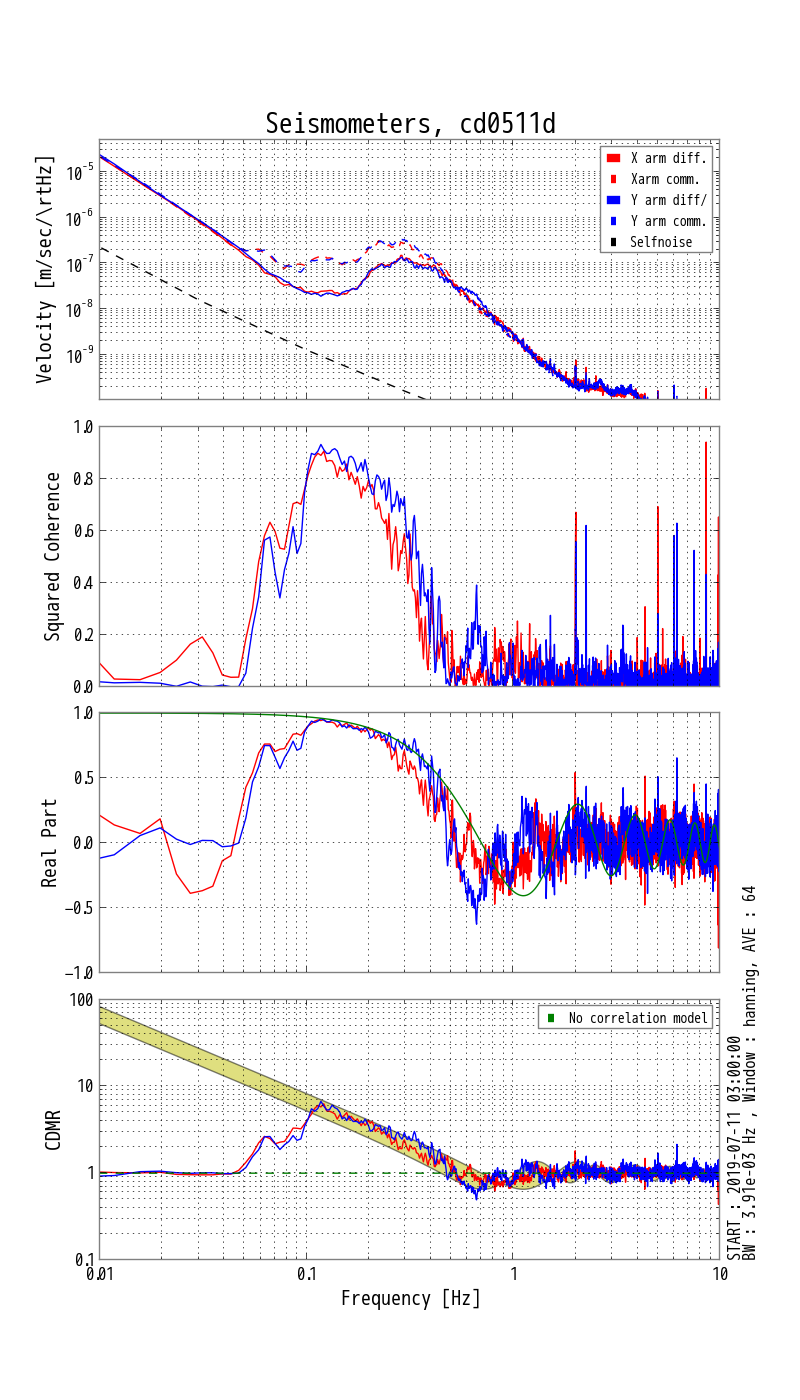 Seismometers, cd0511d
Velocity [m/sec/\rtHz]
10-5
10-6
10-7
10-8
10-9
X arm diff.
Xarm comm.
Y arm diff/
Y arm comm.
Selfnoise
Squared Coherence
1.0
0.8
0.6
0.4
0.2
0.0
Real Part
1.0
0.5
0.0
−0.5
−1.0
CDMR
100
10
1
0.1
No correlation model
0.01
0.1
1
10
Frequency [Hz]
START : 2019-07-11 03:00:00
BW : 3.91e-03 Hz , Window : hanning, AVE : 64